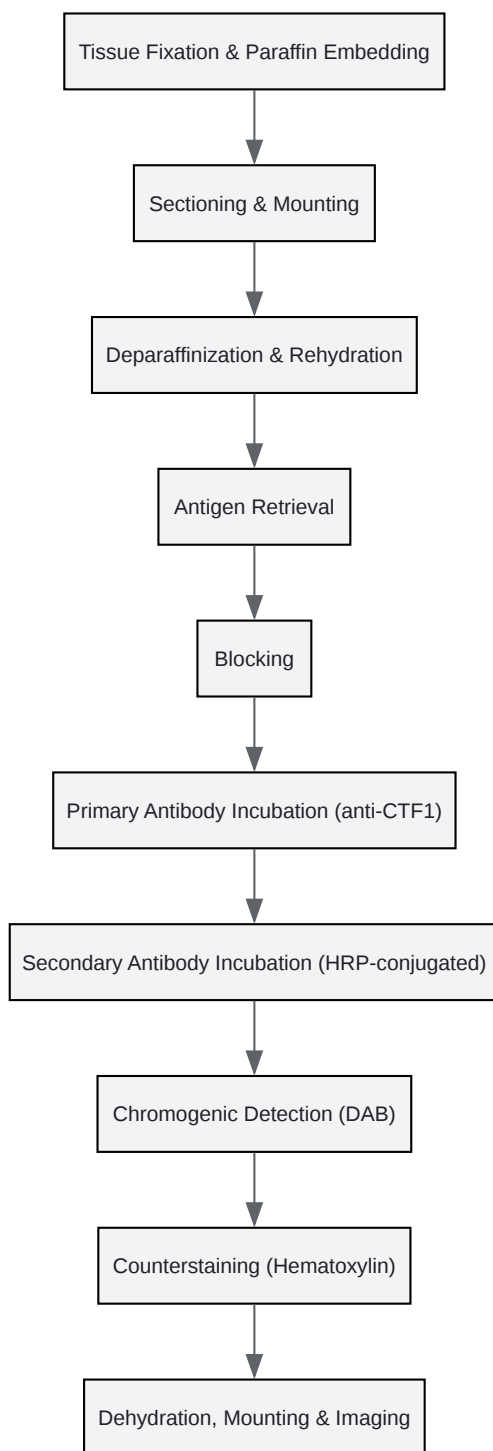 Tissue Fixation & Paraffin Embedding
Sectioning & Mounting
Deparaffinization & Rehydration
Antigen Retrieval
Blocking
Primary Antibody Incubation (anti-CTF1)
Secondary Antibody Incubation (HRP-conjugated)
Chromogenic Detection (DAB)
Counterstaining (Hematoxylin)
Dehydration, Mounting & Imaging